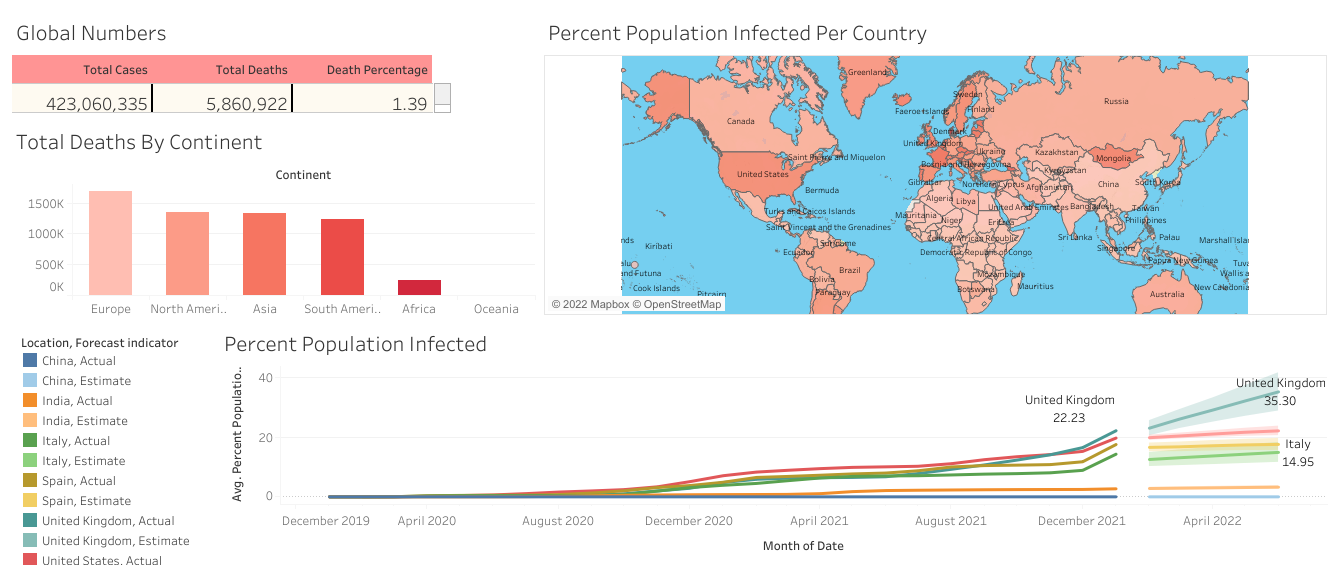 Global Numbers
Total Cases Total Deaths Death Percentage
423,060,335 5,860,922 1.39
Total Deaths By Continent
Continent
1500K
1000K
500K
0K
Europe North Ameri.. Asia South Ameri.. Africa Oceania
Percent Population Infected Per Country
Greenland
Sweden
Russia
Faeroe Islands
Finland
Canada
Denmark
United Kingdom
Ukraine
Kazakhstan
Saint Pierre and Miquelon
Mongolia
Bosnia and Herzegovina
Kyrgyzstan
United States
Gibraltar
Northern Cyprus
Afghanistan
China
South Korea
Bermuda
Algeria
Libya
United Arab Emirates
Bangladesh
Taiwan
Turks and Caicos Islands
Mauritania
Niger
Eritrea
Philippines
Saint Vincent and the Grenadines
Central African Republic
Sri Lanka
Palau
Marshall Islan
nds
Kiribati
Suriname
Ecuador
Democratic Republic of Congo
Singapore
Papua New Guinea
Tuva
Brazil
Mozambique
Wallis a
and Futuna
Bolivia
Mauritius
Cook Islands
Pitcairn
Paraguay
Botswana
Australia
New Caledonia
© 2022 Mapbox © OpenStreetMap
Location, Forecast indicator
China, Actual
China, Estimate
India, Actual
India, Estimate
Italy, Actual
Italy, Estimate
Spain, Actual
Spain, Estimate
United Kingdom, Actual
United Kingdom, Estimate
United States, Actual
Percent Population Infected
Avg. Percent Populatio..
40
20
0
United Kingdom
22.23
United Kingdom
35.30
Italy
14.95
December 2019 April 2020 August 2020 December 2020 April 2021 August 2021 December 2021 April 2022
Month of Date